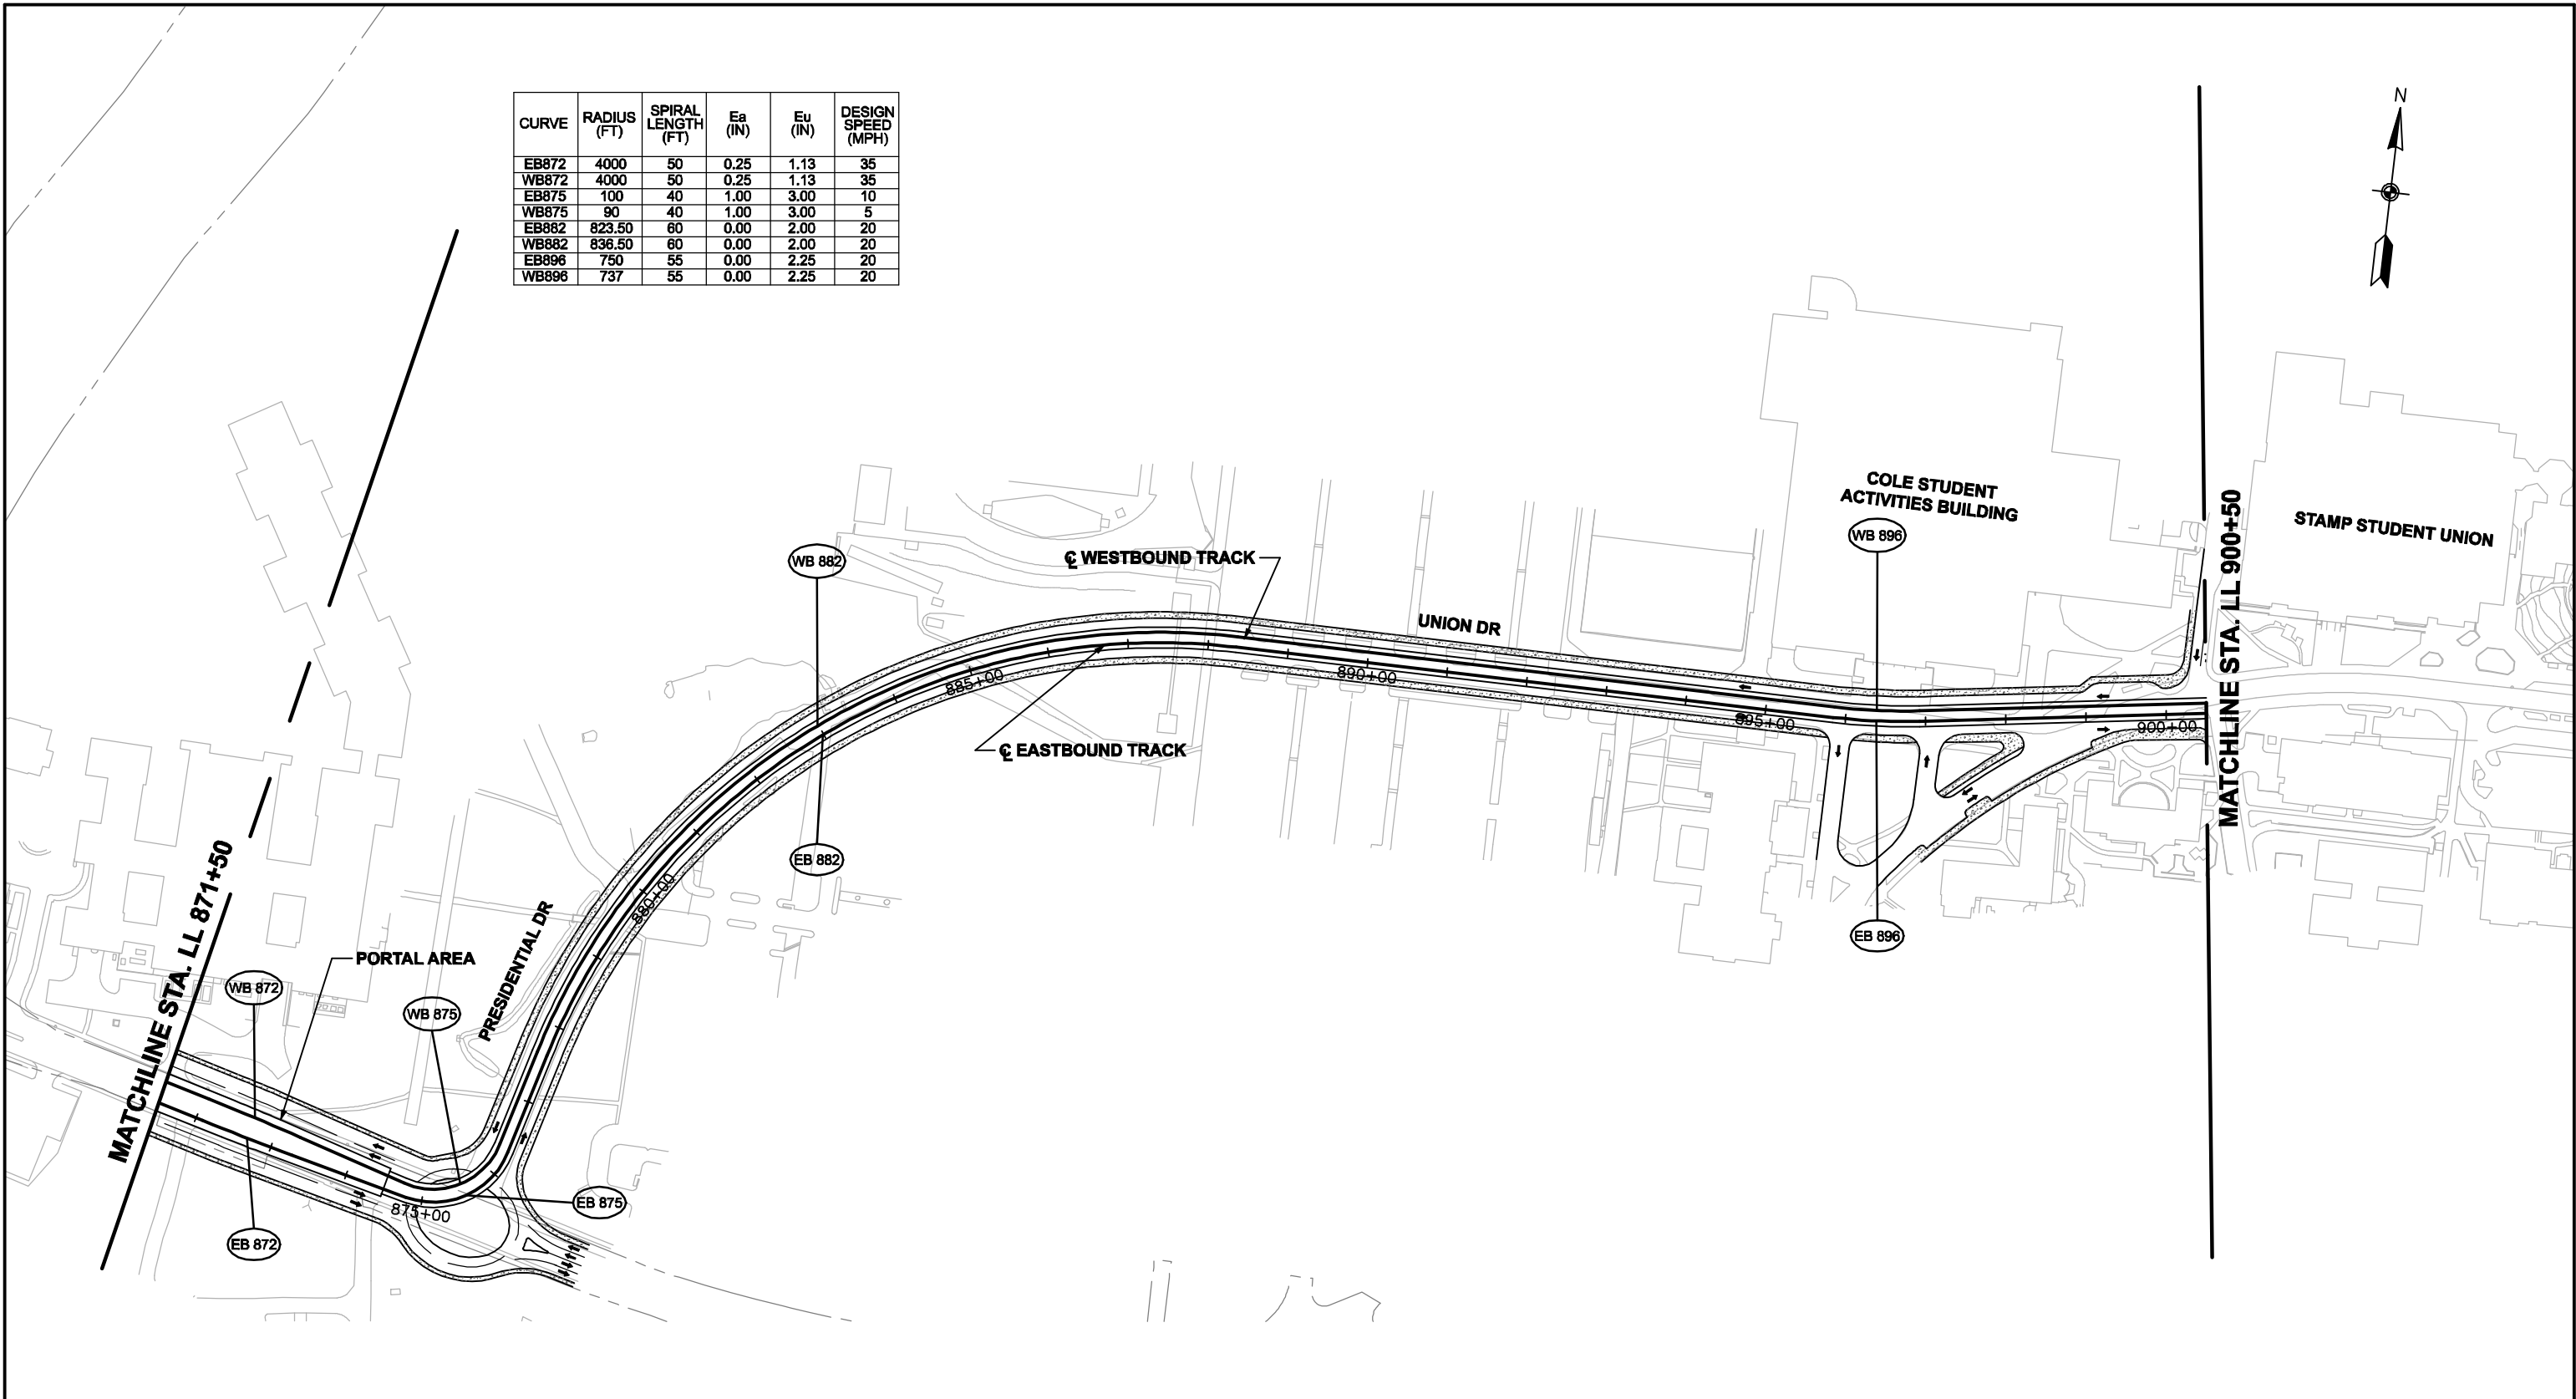 CURVE RADIUS (FT) SPIRAL LENGTH (FT) Ea (IN) Eu (IN) DESIGN SPEED (MPH)
EB872 4000 50 0.25 1.13 35
WB872 4000 50 0.25 1.13 35
EB875 100 40 1.00 3.00 10
WB875 90 40 1.00 3.00 5
EB882 823.50 60 0.00 2.00 20
WB882 836.50 60 0.00 2.00 20
EB896 750 55 0.00 2.25 20
WB896 737 55 0.00 2.25 20
N
COLE STUDENT
ACTIVITIES BUILDING
STAMP STUDENT UNION
WB 896
WB 882
℄ WESTBOUND TRACK
UNION DR
MATCHLINE STA. LL 900+50
885+00
890+00
895+00
900+00
℄ EASTBOUND TRACK
EB 882
880+00
EB 896
PRESIDENTIAL DR
MATCHLINE STA. LL 871+50
PORTAL AREA
WB 872
WB 875
EB 875
875+00
EB 872